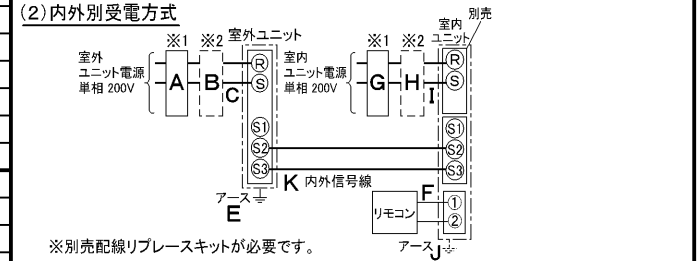 (2)内外別受電方式
別売
※1 ※2 室外ユニット
※1 ※2 室内ユニット
室外
ユニット電源
単相 200V
A B C
R
S
S1
S2
S3
室内
ユニット電源
単相 200V
G H I
R
S
S1
S2
S3
K 内外信号線
アース
E
リモコン
F
1
2
アース J
※別売配線リプレースキットが必要です。